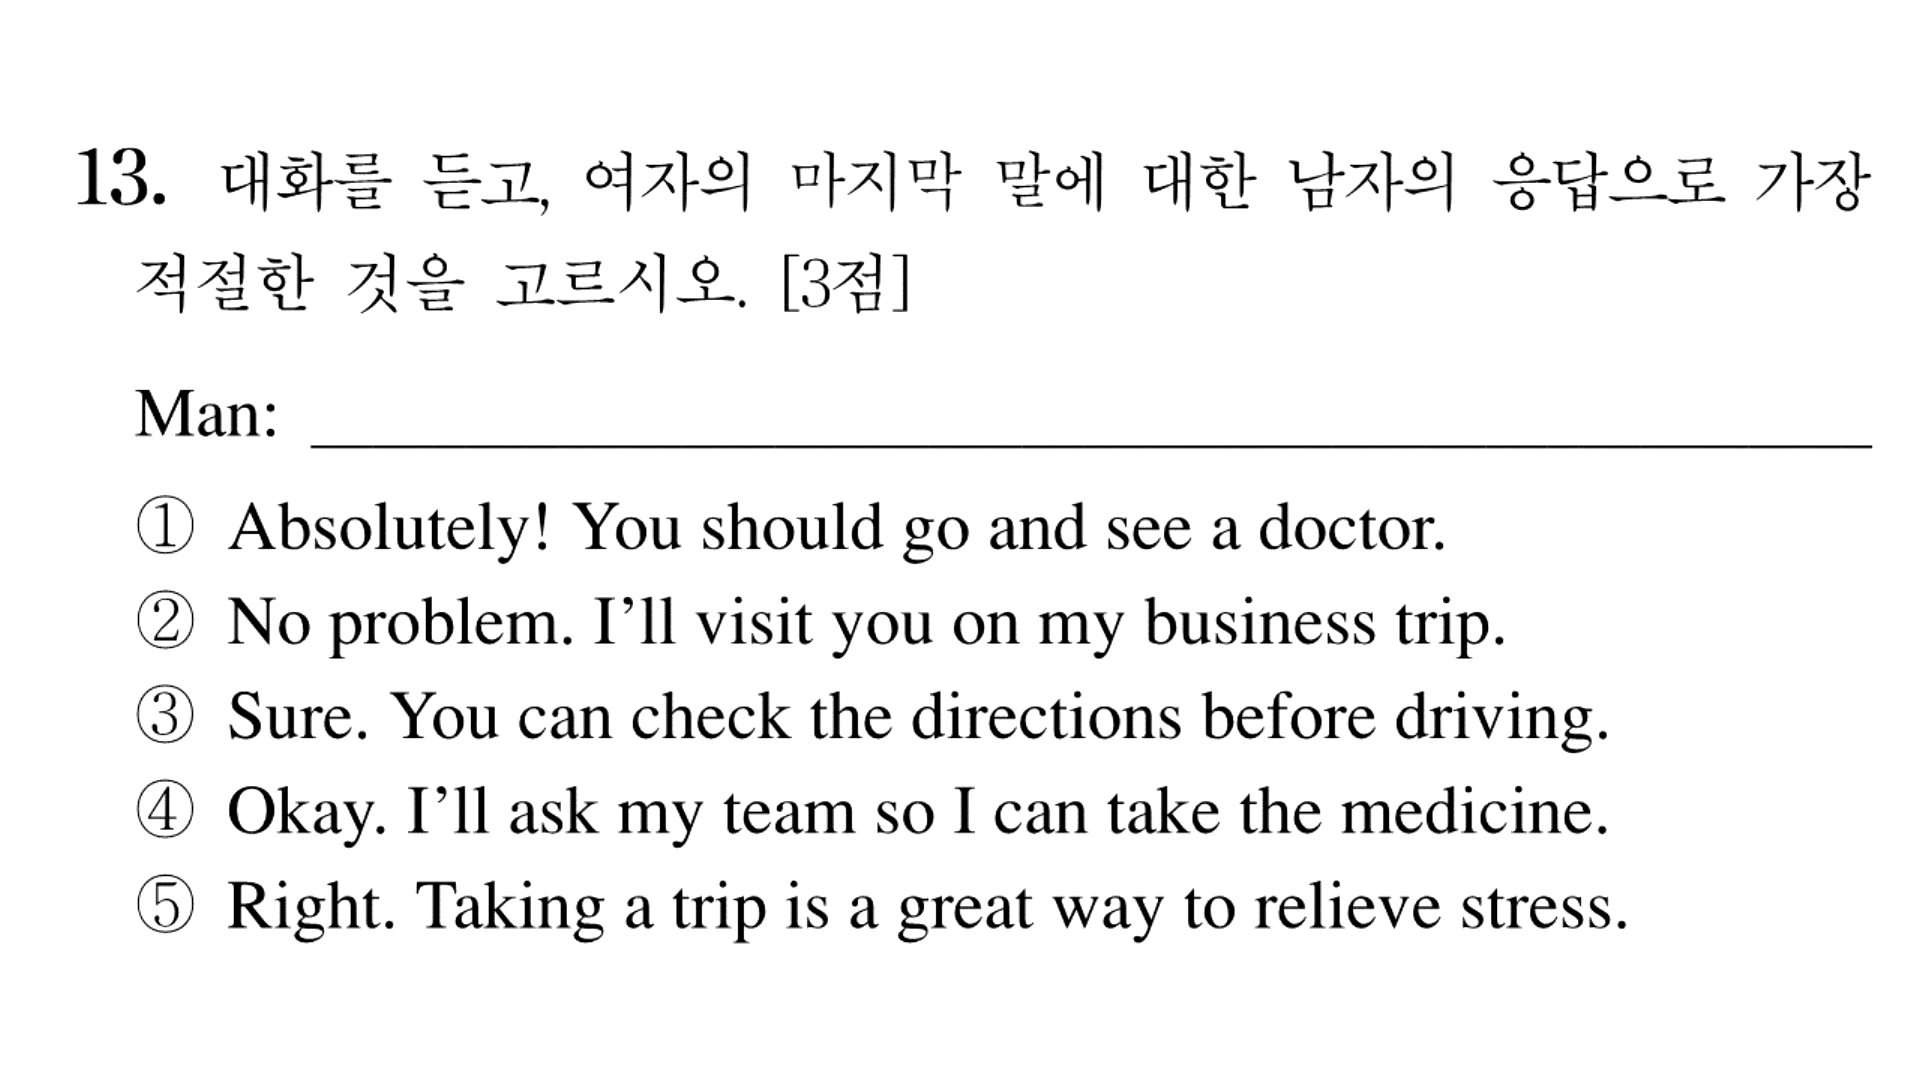 13. 대화를 듣고, 여자의 마지막 말에 대한 남자의 응답으로 가장
적절한 것을 고르시오. [3점]
Man: ___________________________________________
① Absolutely! You should go and see a doctor.
② No problem. I’ll visit you on my business trip.
③ Sure. You can check the directions before driving.
④ Okay. I’ll ask my team so I can take the medicine.
⑤ Right. Taking a trip is a great way to relieve stress.